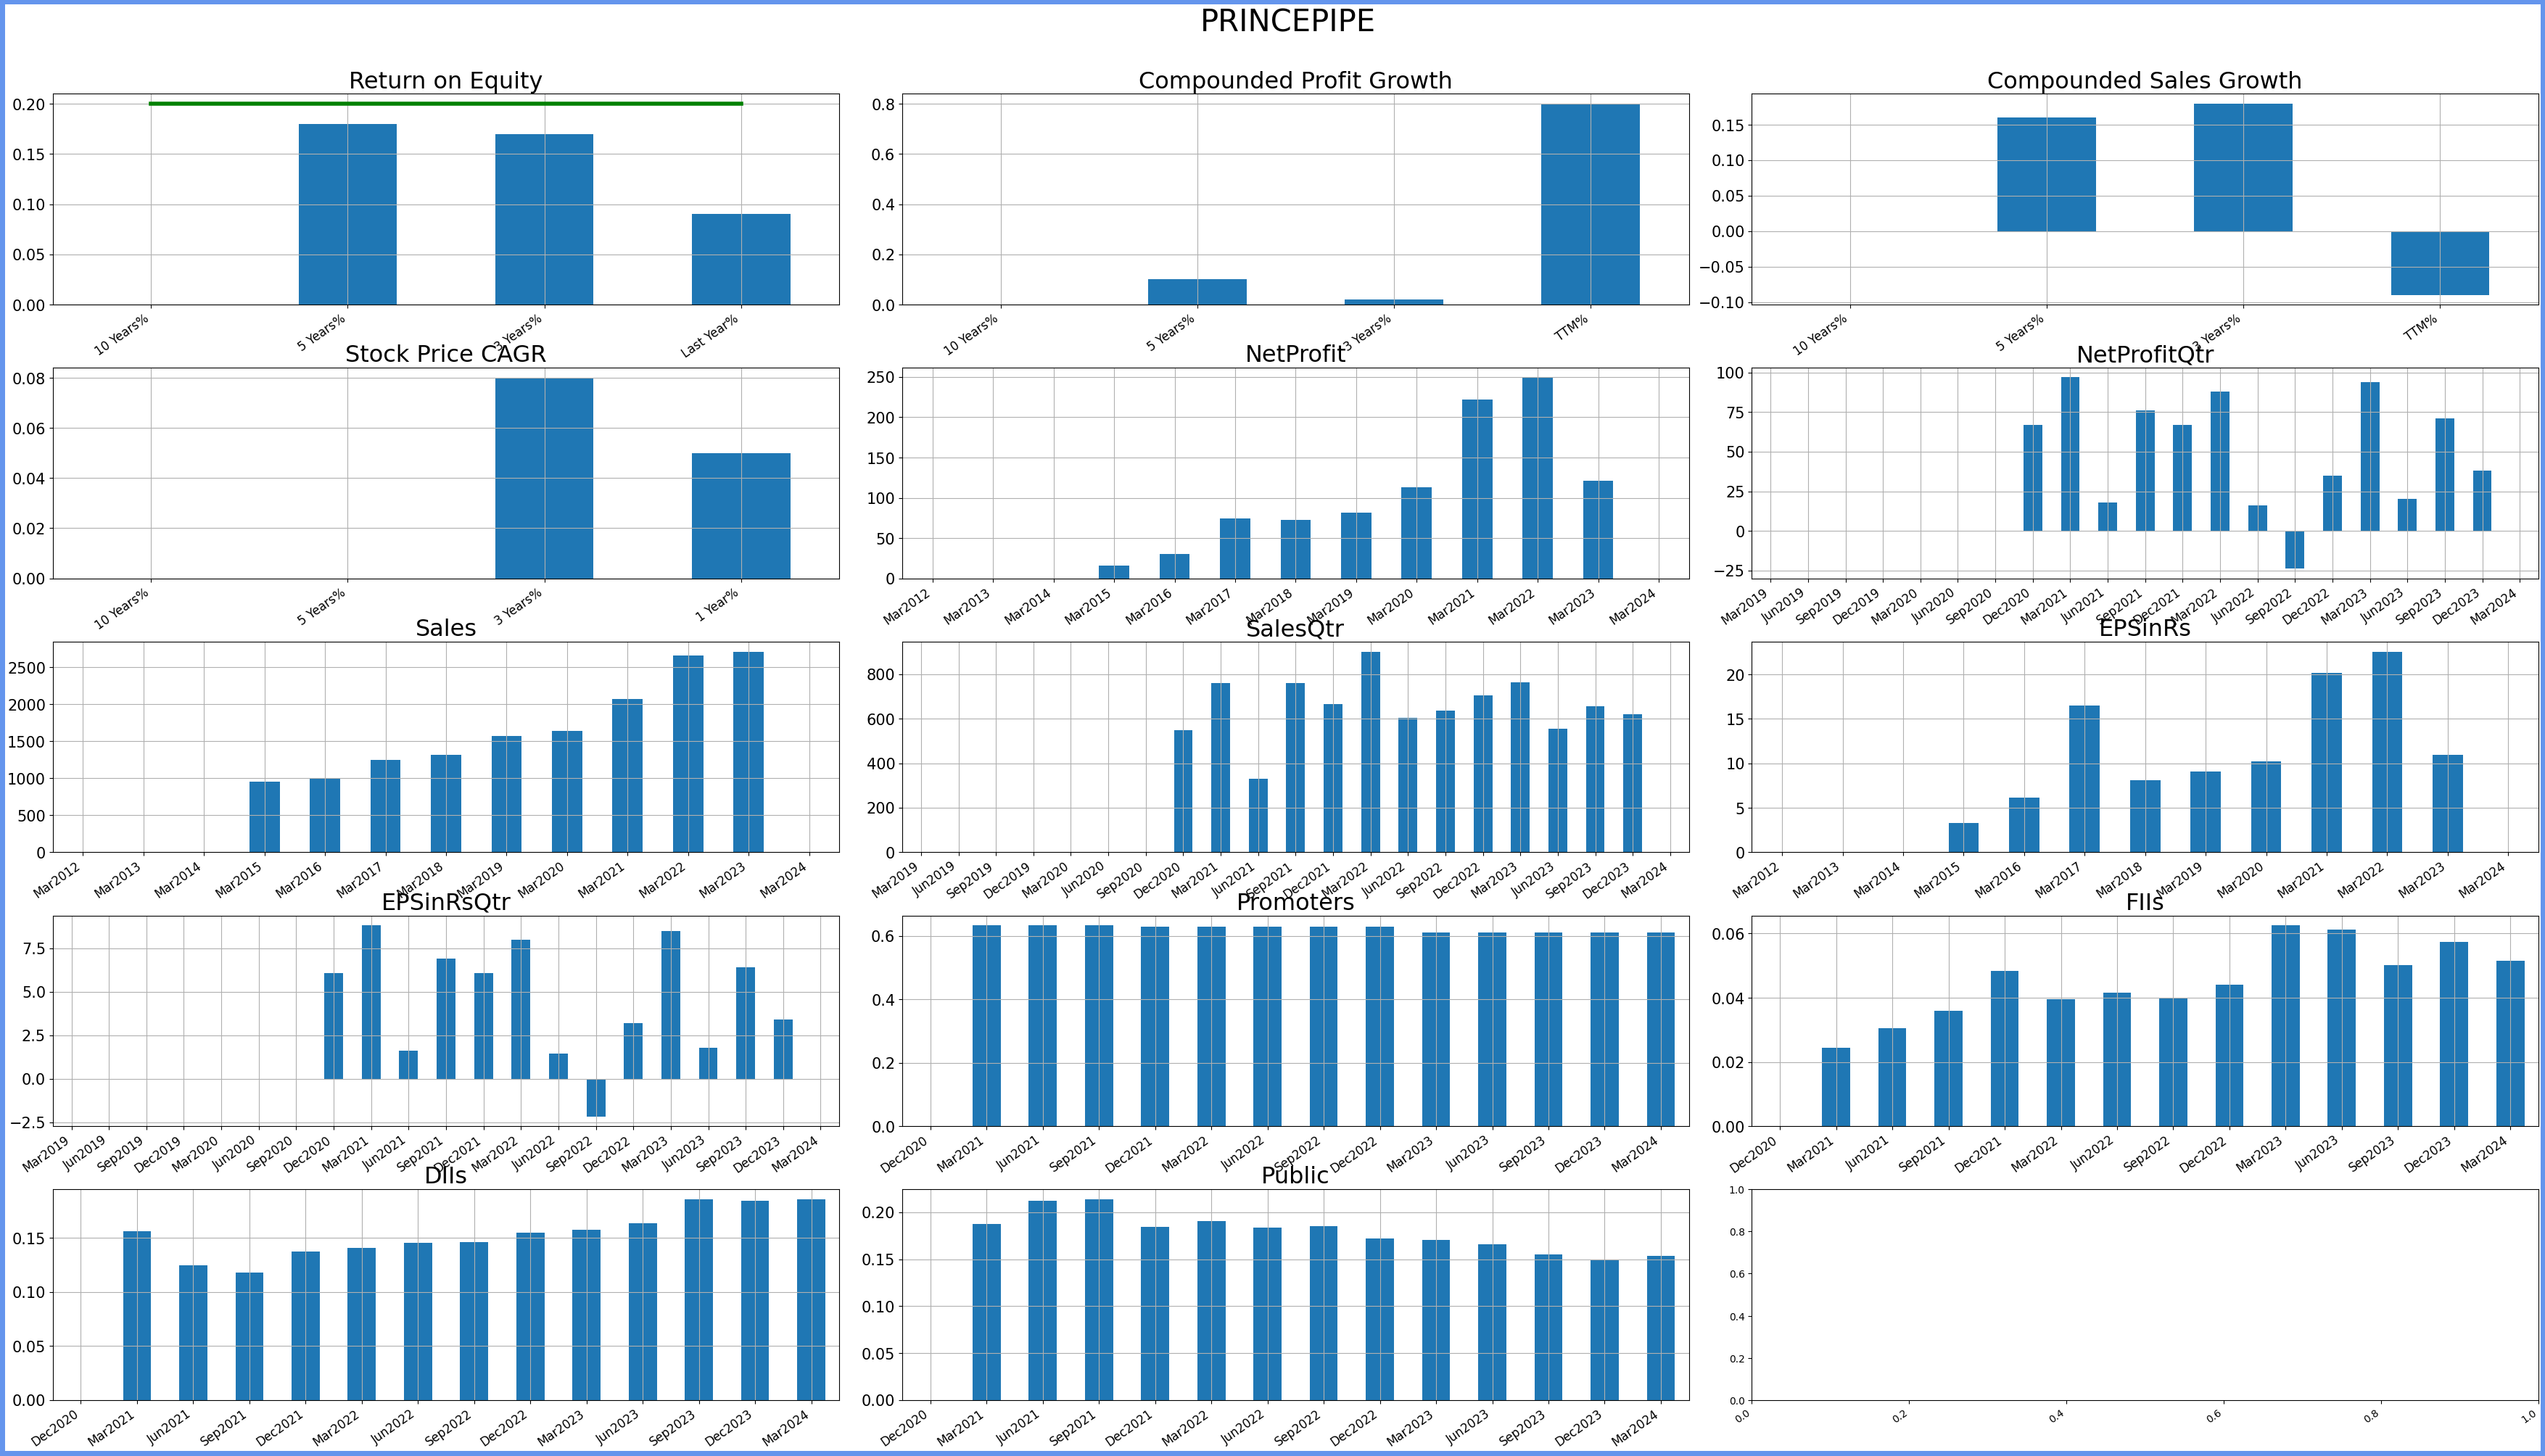 PRINCEPIPE
Return on Equity
0.20
0.15
0.10
0.05
0.00
10 Years%
5 Years%
3 Years%
Last Year%
Compounded Profit Growth
0.8
0.6
0.4
0.2
0.0
10 Years%
5 Years%
3 Years%
TTM%
Compounded Sales Growth
0.15
0.10
0.05
0.00
−0.05
−0.10
10 Years%
5 Years%
3 Years%
TTM%
Stock Price CAGR
0.08
0.06
0.04
0.02
0.00
10 Years%
5 Years%
3 Years%
1 Year%
NetProfit
250
200
150
100
50
0
Mar2012
Mar2013
Mar2014
Mar2015
Mar2016
Mar2017
Mar2018
Mar2019
Mar2020
Mar2021
Mar2022
Mar2023
Mar2024
NetProfitQtr
100
75
50
25
0
−25
Mar2019
Jun2019
Sep2019
Dec2019
Mar2020
Jun2020
Sep2020
Dec2020
Mar2021
Jun2021
Sep2021
Dec2021
Mar2022
Jun2022
Sep2022
Dec2022
Mar2023
Jun2023
Sep2023
Dec2023
Mar2024
Sales
2500
2000
1500
1000
500
0
Mar2012
Mar2013
Mar2014
Mar2015
Mar2016
Mar2017
Mar2018
Mar2019
Mar2020
Mar2021
Mar2022
Mar2023
Mar2024
SalesQtr
800
600
400
200
0
Mar2019
Jun2019
Sep2019
Dec2019
Mar2020
Jun2020
Sep2020
Dec2020
Mar2021
Jun2021
Sep2021
Dec2021
Mar2022
Jun2022
Sep2022
Dec2022
Mar2023
Jun2023
Sep2023
Dec2023
Mar2024
EPSinRs
20
15
10
5
0
Mar2012
Mar2013
Mar2014
Mar2015
Mar2016
Mar2017
Mar2018
Mar2019
Mar2020
Mar2021
Mar2022
Mar2023
Mar2024
EPSinRsQtr
7.5
5.0
2.5
0.0
−2.5
Mar2019
Jun2019
Sep2019
Dec2019
Mar2020
Jun2020
Sep2020
Dec2020
Mar2021
Jun2021
Sep2021
Dec2021
Mar2022
Jun2022
Sep2022
Dec2022
Mar2023
Jun2023
Sep2023
Dec2023
Mar2024
Promoters
0.6
0.4
0.2
0.0
Dec2020
Mar2021
Jun2021
Sep2021
Dec2021
Mar2022
Jun2022
Sep2022
Dec2022
Mar2023
Jun2023
Sep2023
Dec2023
Mar2024
FIIs
0.06
0.04
0.02
0.00
Dec2020
Mar2021
Jun2021
Sep2021
Dec2021
Mar2022
Jun2022
Sep2022
Dec2022
Mar2023
Jun2023
Sep2023
Dec2023
Mar2024
DIIs
0.15
0.10
0.05
0.00
Dec2020
Mar2021
Jun2021
Sep2021
Dec2021
Mar2022
Jun2022
Sep2022
Dec2022
Mar2023
Jun2023
Sep2023
Dec2023
Mar2024
Public
0.20
0.15
0.10
0.05
0.00
Dec2020
Mar2021
Jun2021
Sep2021
Dec2021
Mar2022
Jun2022
Sep2022
Dec2022
Mar2023
Jun2023
Sep2023
Dec2023
Mar2024
1.0
0.8
0.6
0.4
0.2
0.0
0.0
0.2
0.4
0.6
0.8
1.0